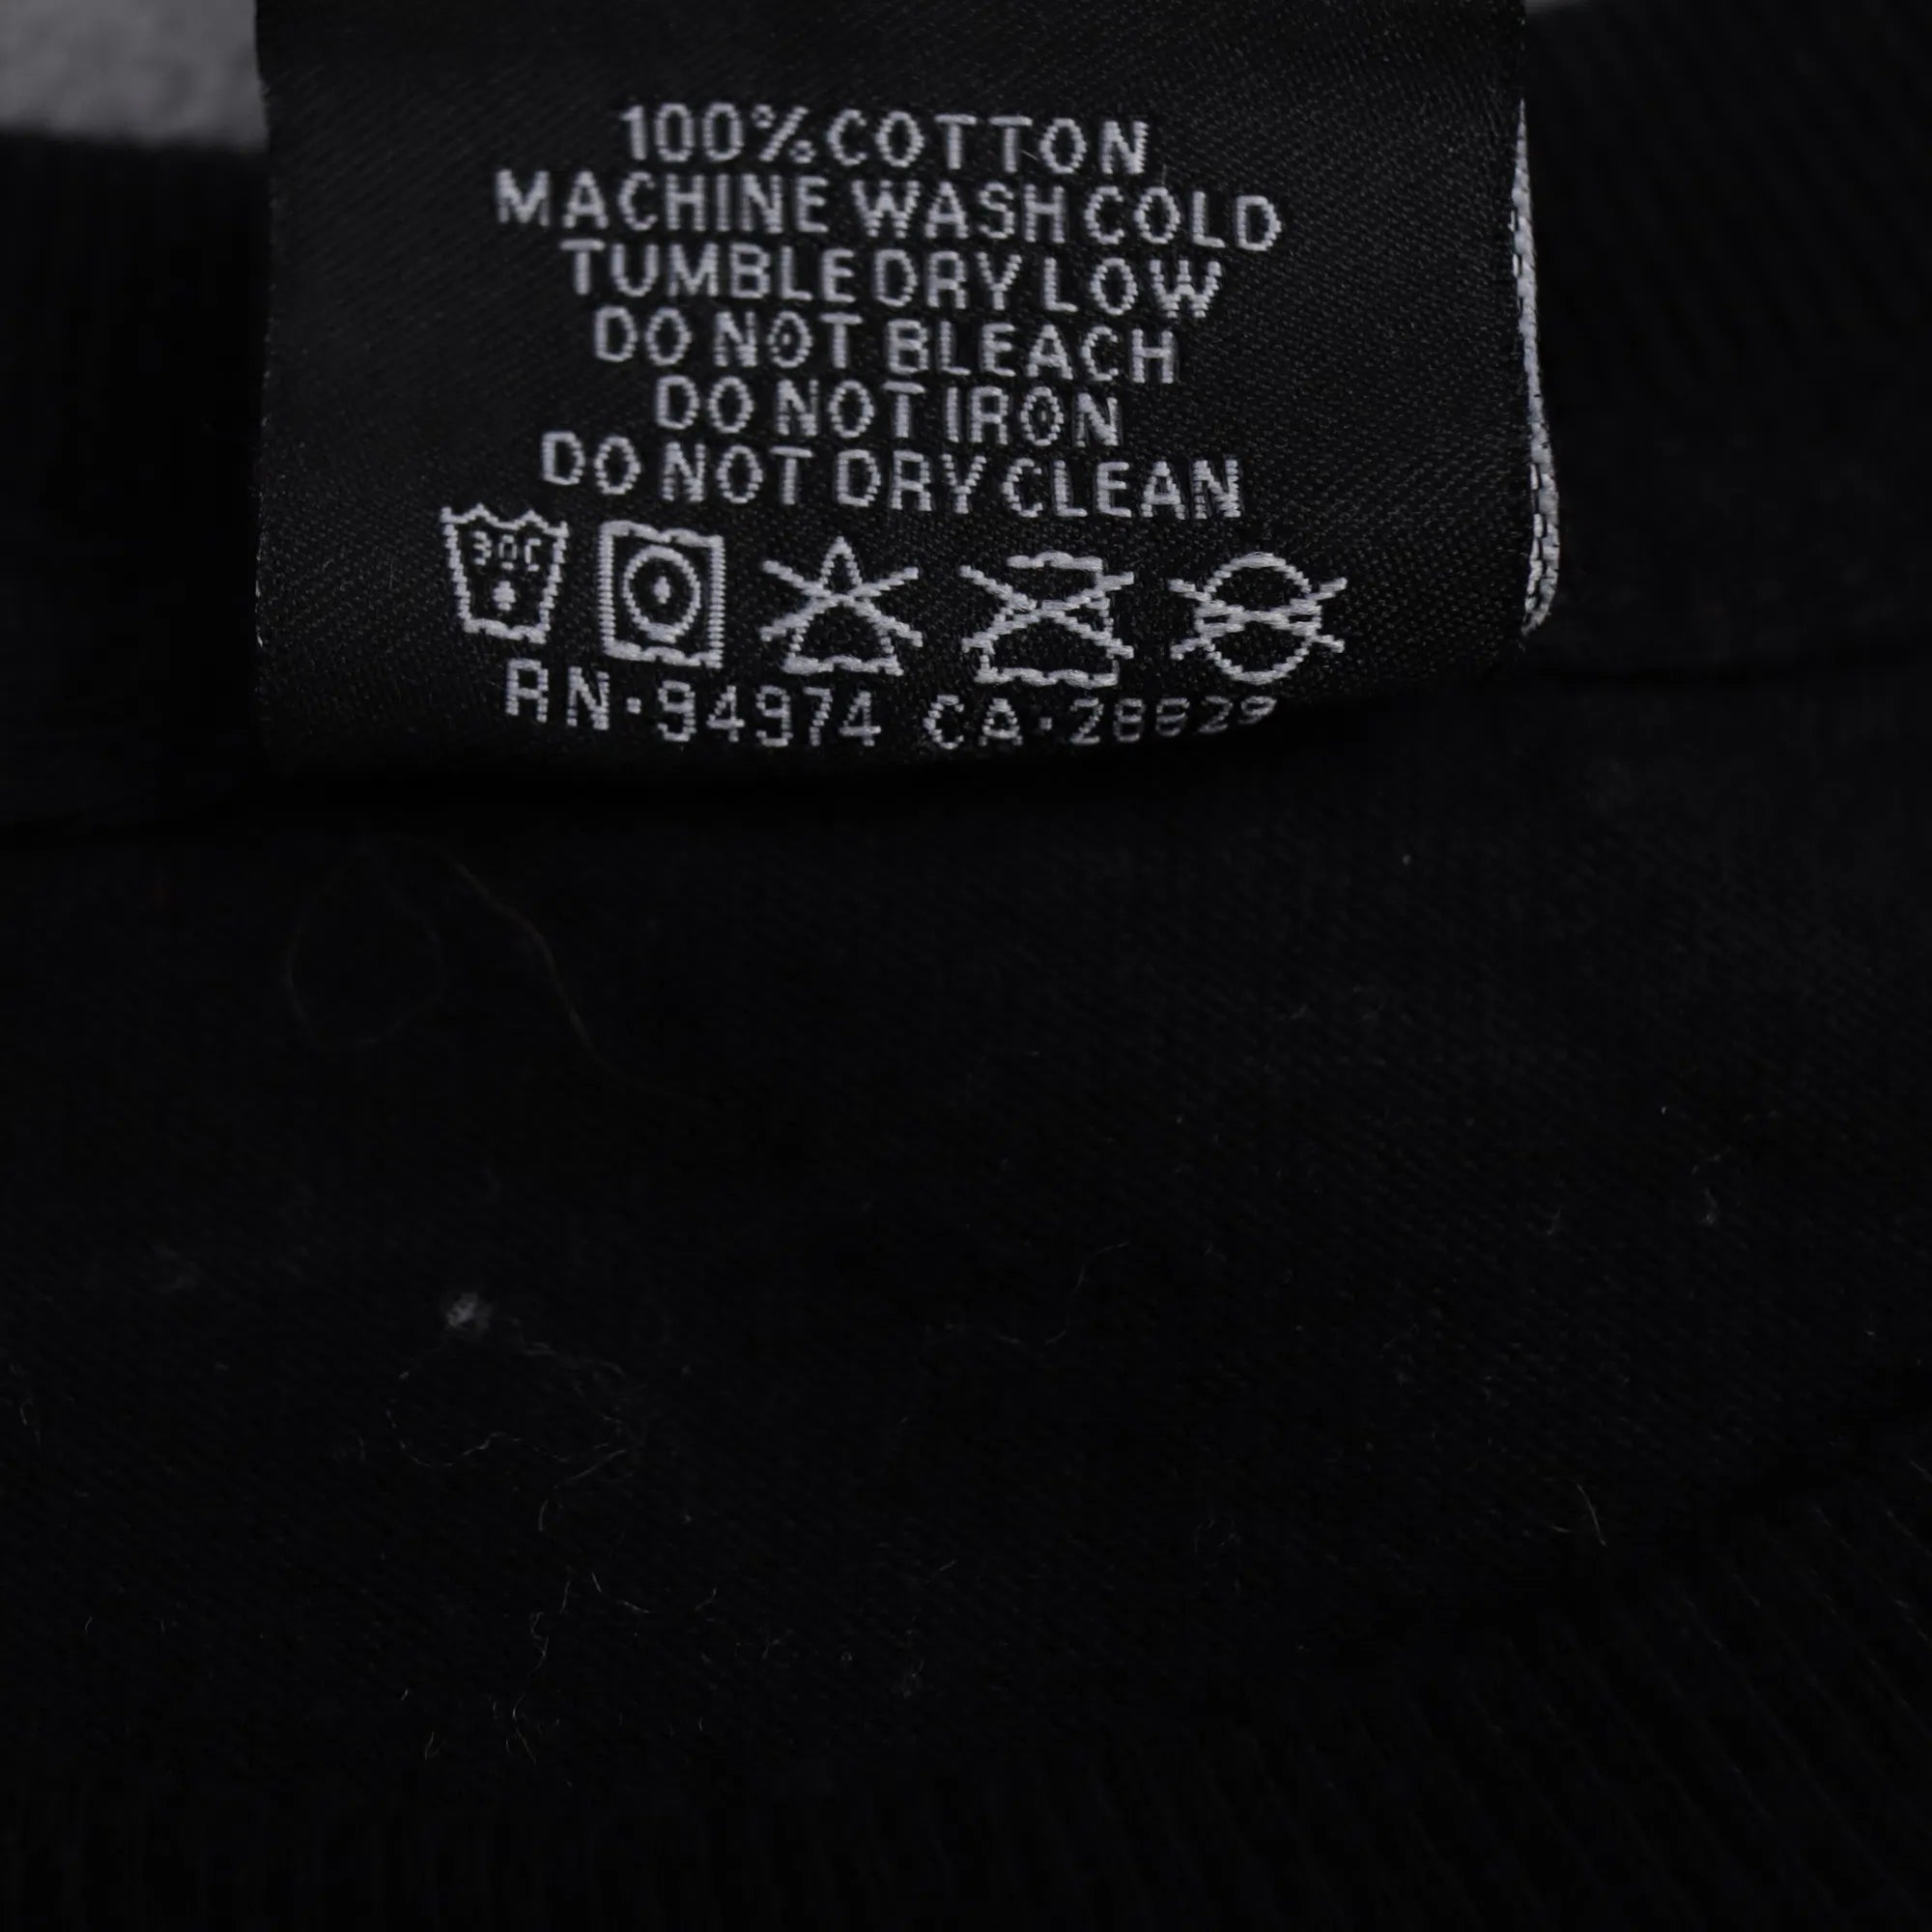 100% COTTON
MACHINE WASH COLD
TUMBLE DRY LOW
DO NOT BLEACH
DO NOT IRON
DO NOT DRY CLEAN
30C
RN·94974 CA·28829